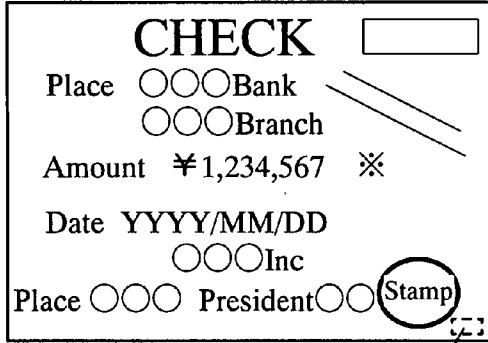 CHECK
Place ○○○Bank
○○○Branch
Amount ¥1,234,567 ※
Date YYYY/MM/DD
○○○Inc
Place ○○○ President○○ Stamp